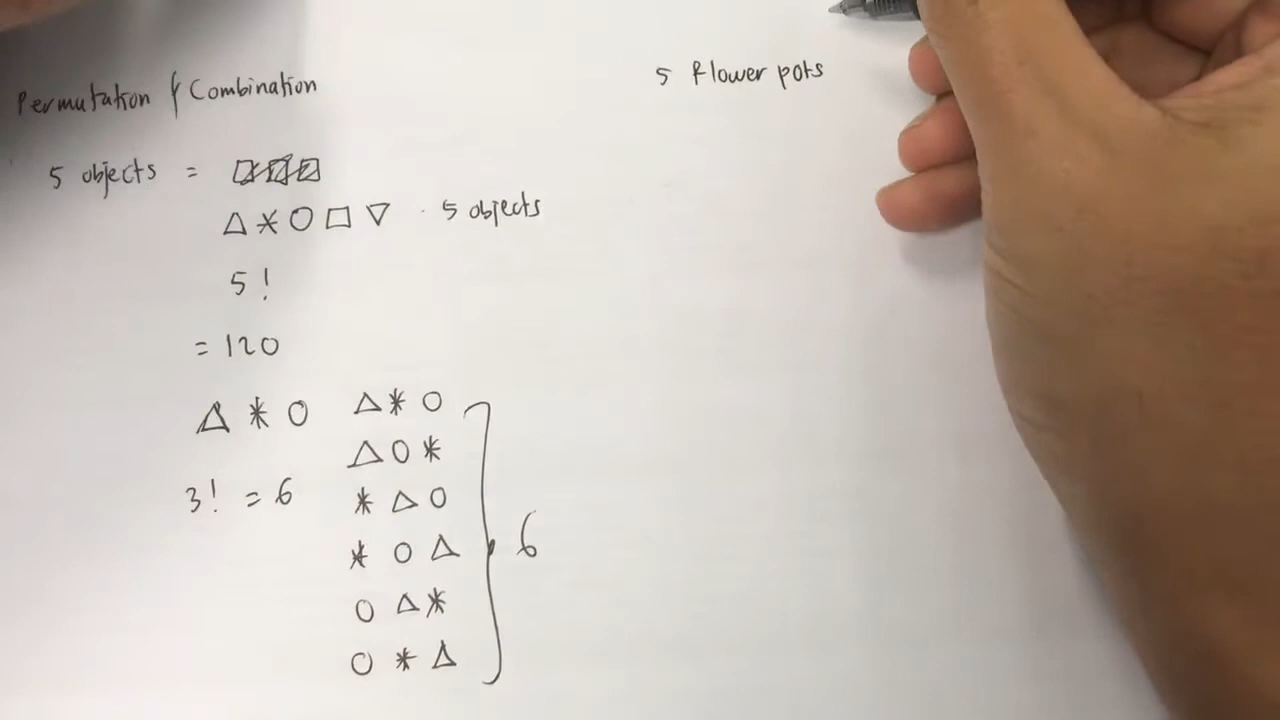 Permutation & Combination
5 objects =
△ * ○ □ ▽ . 5 objects
5 !
= 120
△ * ○
3! = 6
△ * ○
△ ○ *
* △ ○
* ○ △
○ △ *
○ * △
6
5 flower pots